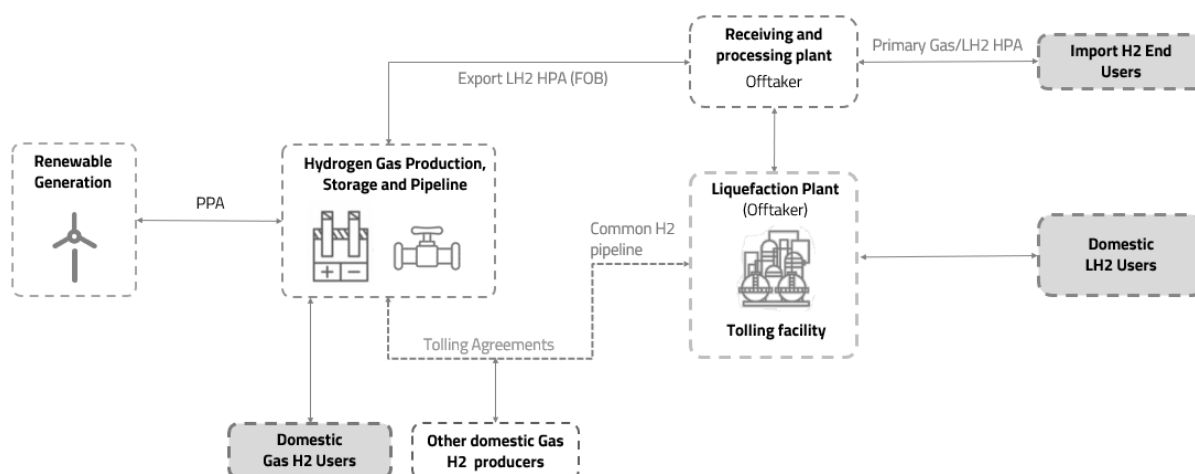 Receiving and
processing plant
Offtaker
Primary Gas/LH2 HPA
Import H2 End
Users
Export LH2 HPA (FOB)
Renewable
Generation
PPA
Hydrogen Gas Production,
Storage and Pipeline
Liquefaction Plant
(Offtaker)
Tolling facility
Common H2
pipeline
Domestic
LH2 Users
Tolling Agreements
Domestic
Gas H2 Users
Other domestic Gas
H2 producers